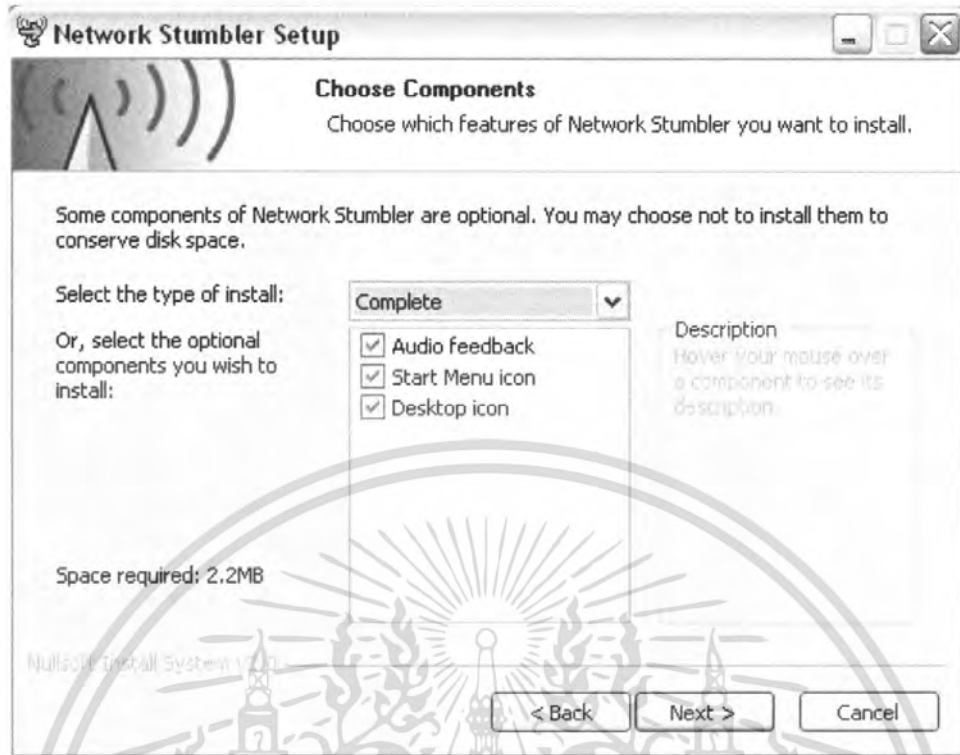 Network Stumbler Setup
Choose Components
Choose which features of Network Stumbler you want to install.
Some components of Network Stumbler are optional. You may choose not to install them to
conserve disk space.
Select the type of install:
Complete
Or, select the optional
components you wish to
install:
Audio feedback
Start Menu icon
Desktop icon
Description
Hover your mouse over
a component to see its
description.
Space required: 2.2MB
Nullsoft Install System
< Back
Next >
Cancel